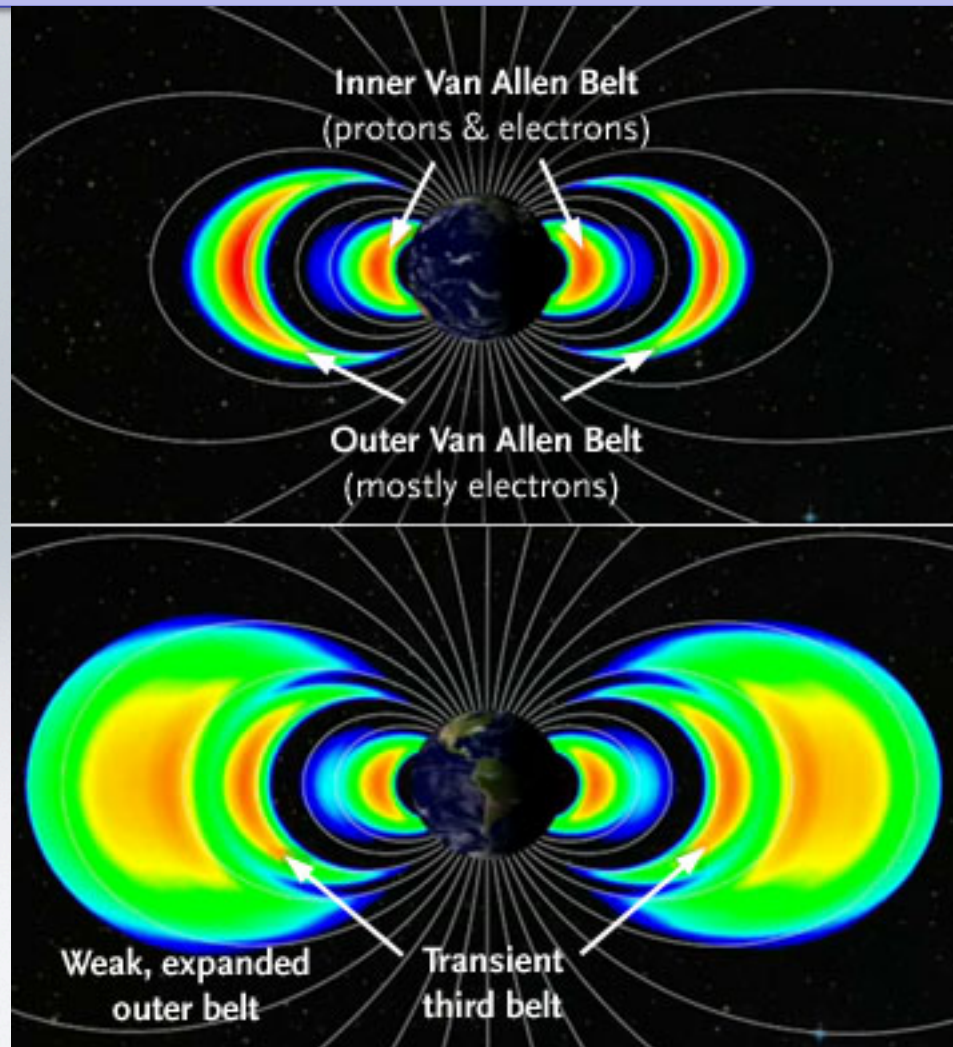 Inner Van Allen Belt
(protons & electrons)
Outer Van Allen Belt
(mostly electrons)
Weak, expanded
outer belt
Transient
third belt